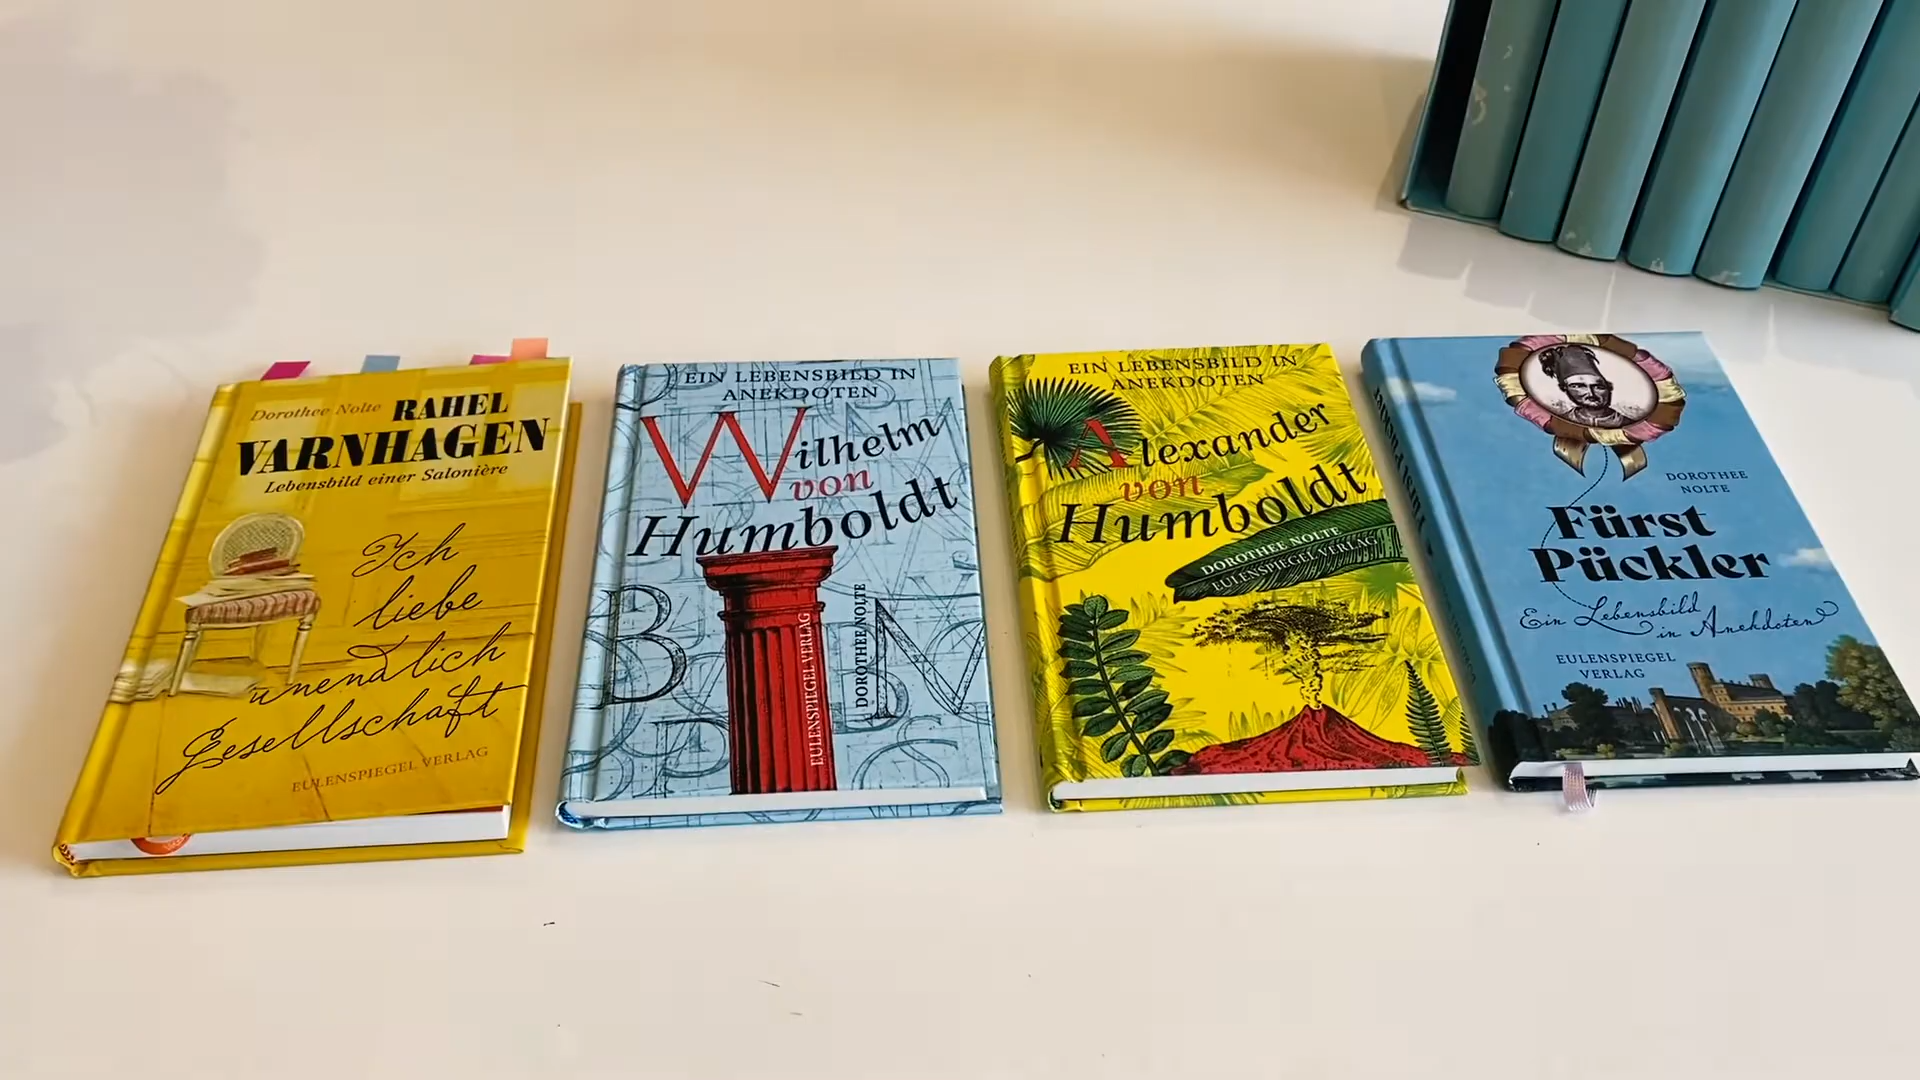 Dorothee Nolte RAHEL
VARNHAGEN
Lebensbild einer Salonière
Ich
liebe
unendlich
Gesellschaft
EULENSPIEGEL VERLAG
EIN LEBENSBILD IN
ANEKDOTEN
Wilhelm
von
Humboldt
EULENSPIEGEL VERLAG
DOROTHEE NOLTE
EIN LEBENSBILD IN
ANEKDOTEN
Alexander
von
Humboldt
DOROTHEE NOLTE
EULENSPIEGEL VERLAG
DOROTHEE
NOLTE
Fürst
Pückler
Ein Lebensbild
in Anekdoten
EULENSPIEGEL
VERLAG